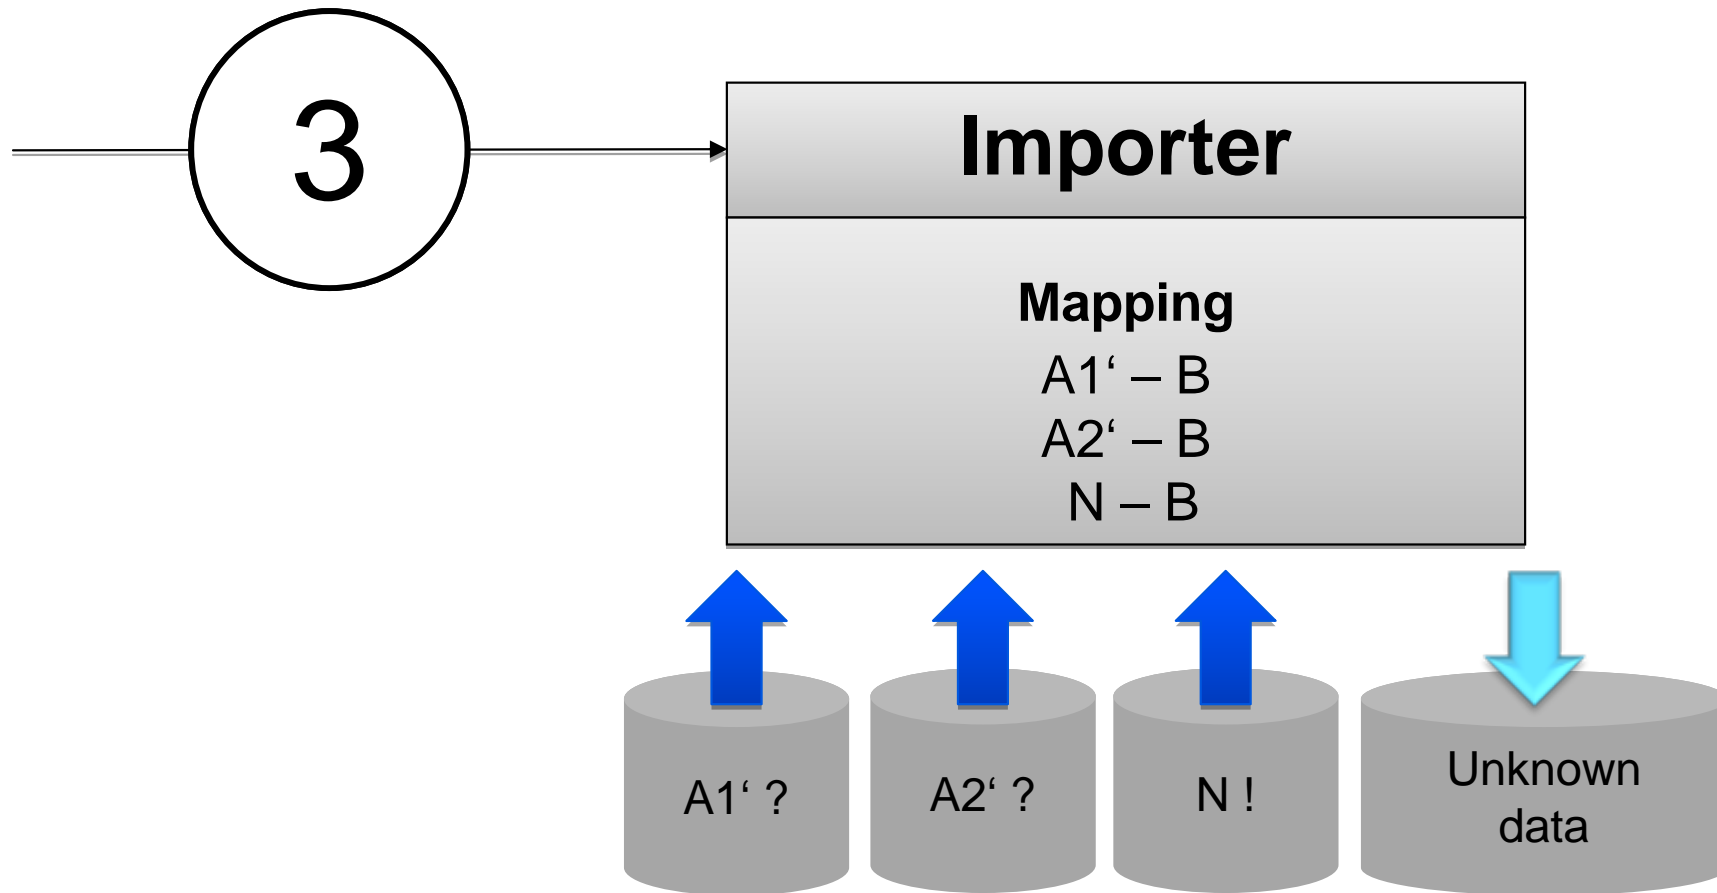 3
Importer
Mapping
A1‘ – B
A2‘ – B
N – B
A1‘ ?
A2‘ ?
N !
Unknown
data